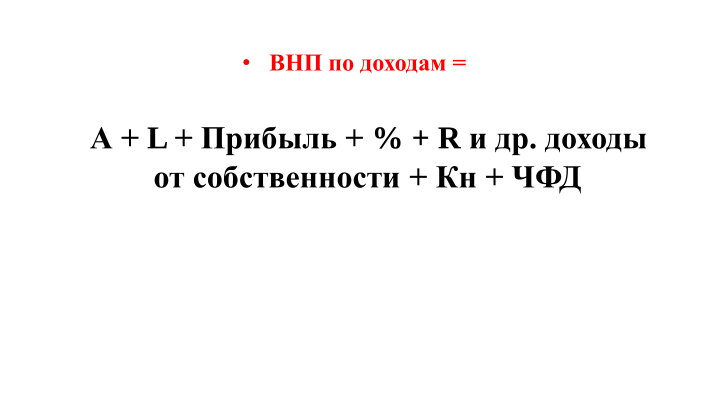 • ВНП по доходам =
А + L + Прибыль + % + R и др. доходы
от собственности + Кн + ЧФД